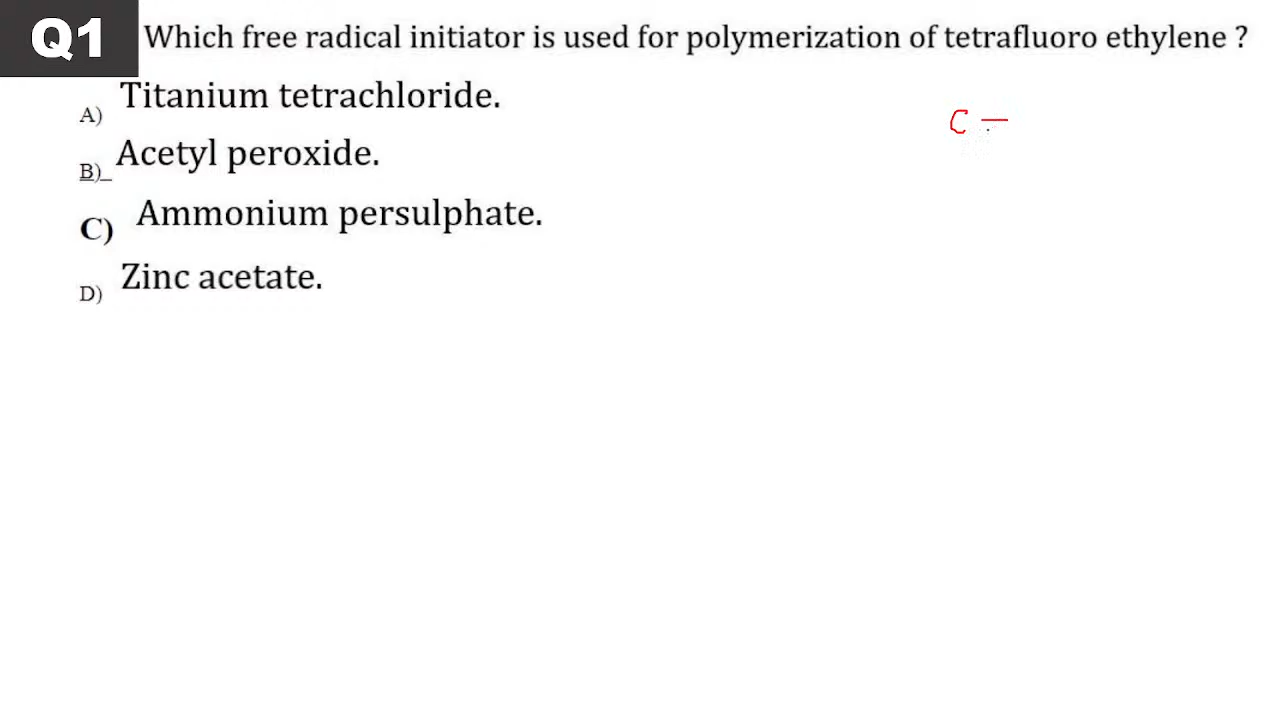 Q1 Which free radical initiator is used for polymerization of tetrafluoro ethylene ?
A) Titanium tetrachloride.
B)_ Acetyl peroxide.
C) Ammonium persulphate.
D) Zinc acetate.
C —